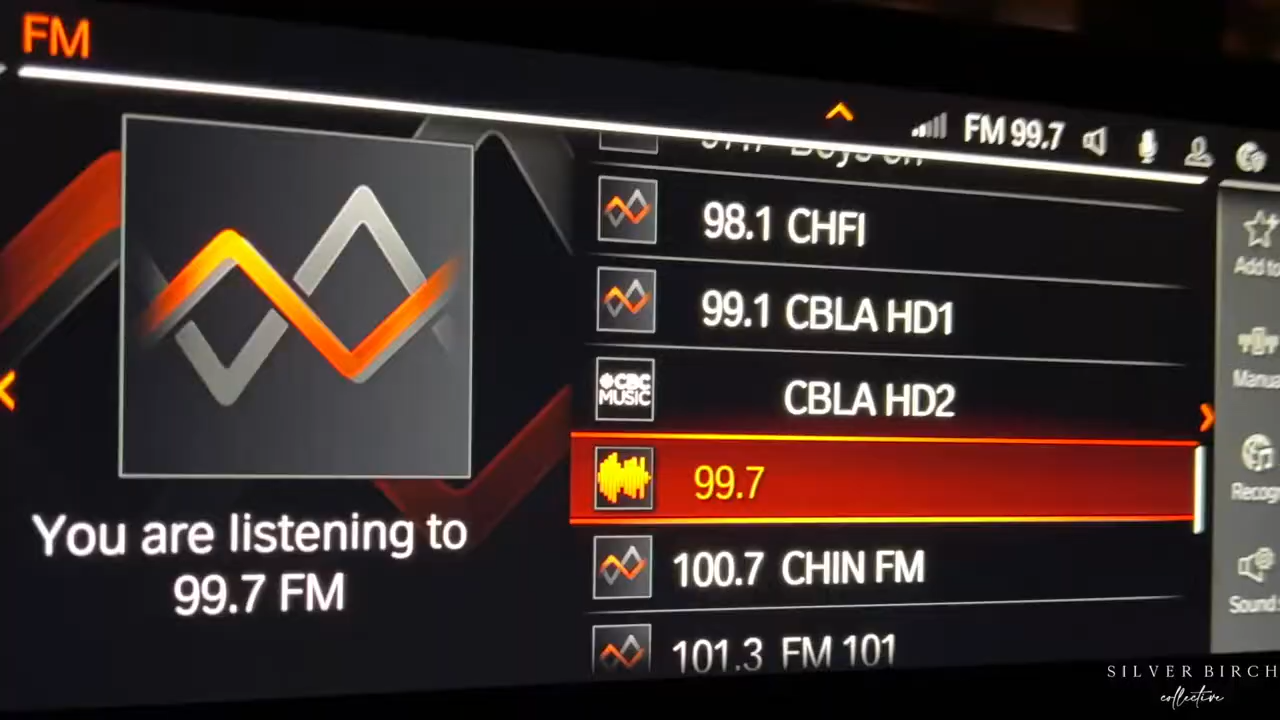 FM
FM 99.7
98.1 CHFI
99.1 CBLA HD1
CBC
MUSIC
CBLA HD2
99.7
100.7 CHIN FM
101.3 FM 101
You are listening to
99.7 FM
Add to
Sound
SILVER BIRCH
collective